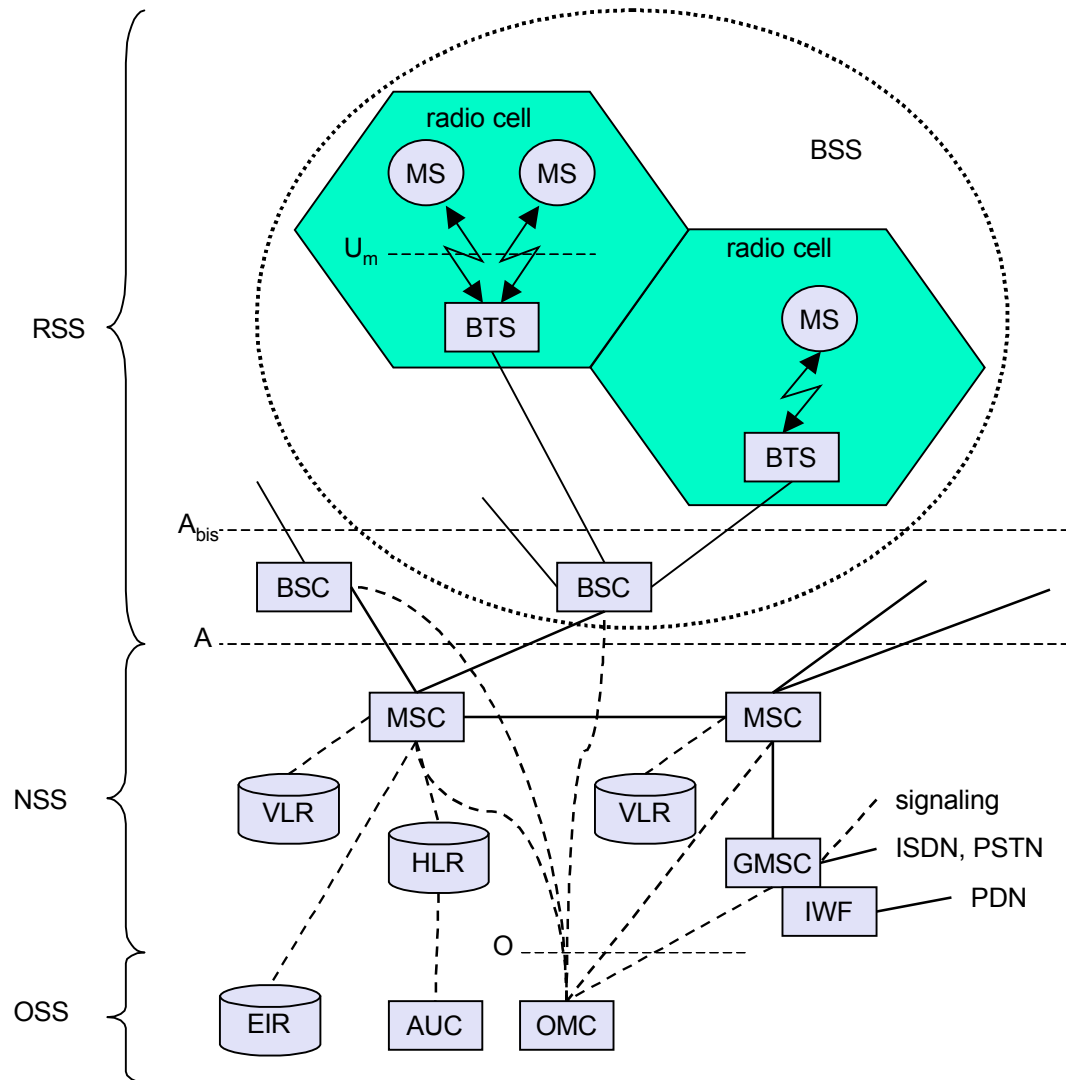 radio cell
BSS
MS
MS
radio cell
Um
MS
BTS
RSS
BTS
Abis
BSC
BSC
A
MSC
MSC
NSS
VLR
VLR
signaling
HLR
GMSC
ISDN, PSTN
IWF
PDN
O
OSS
EIR
AUC
OMC